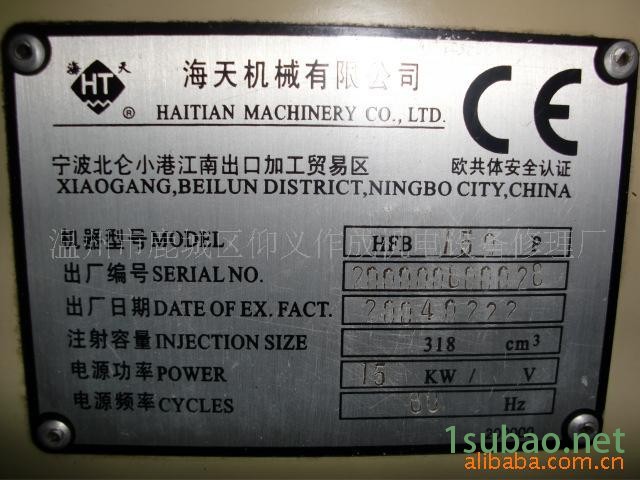 海 天
HT
®
海天机械有限公司
HAITIAN MACHINERY CO., LTD.
CE
宁波北仑小港江南出口加工贸易区
欧共体安全认证
XIAOGANG,BEILUN DISTRICT,NINGBO CITY,CHINA
机器型号 MODEL HFB 150 P
温州市鹿城区仰义作成机电设备修理厂
出厂编号 SERIAL NO.
出厂日期 DATE OF EX. FACT. 20040222
注射容量 INJECTION SIZE 318 cm³
电源功率 POWER 15 KW/ V
电源频率 CYCLES Hz
1subao.net
alibaba.com.cn